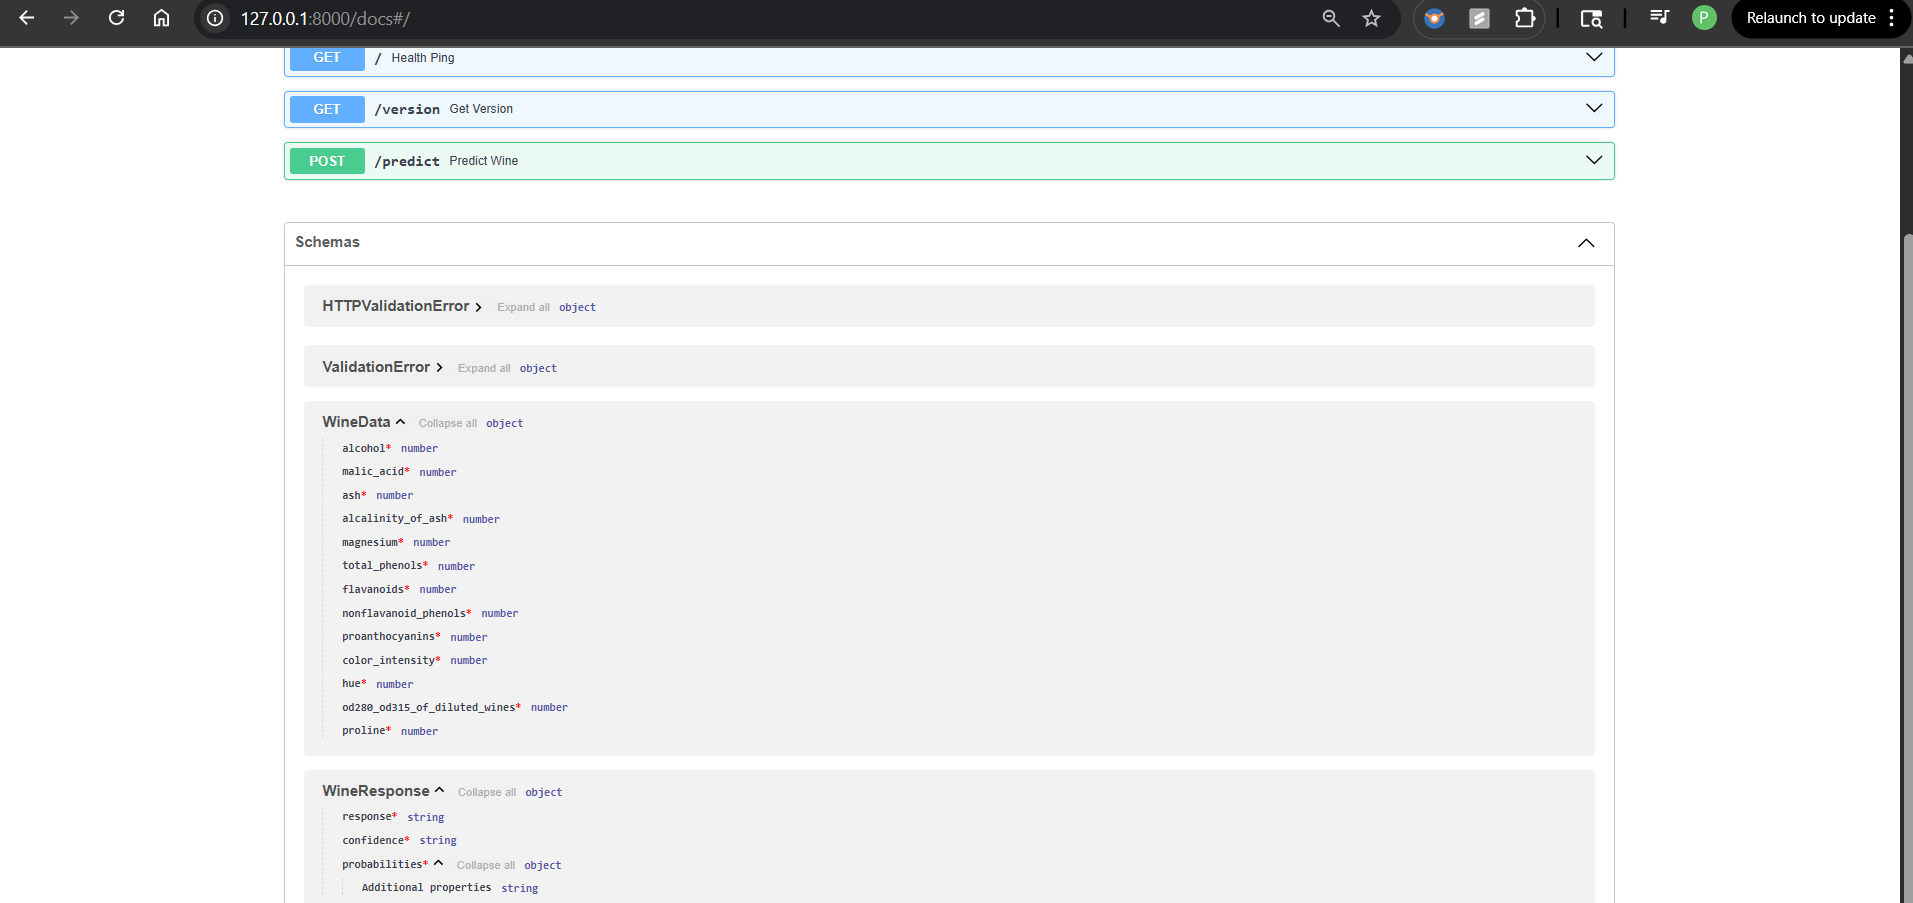 127.0.0.1:8000/docs#/
P
Relaunch to update
GET / Health Ping
GET /version Get Version
POST /predict Predict Wine
Schemas
HTTPValidationError Expand all object
ValidationError Expand all object
WineData Collapse all object
alcohol* number
malic_acid* number
ash* number
alcalinity_of_ash* number
magnesium* number
total_phenols* number
flavanoids* number
nonflavanoid_phenols* number
proanthocyanins* number
color_intensity* number
hue* number
od280_od315_of_diluted_wines* number
proline* number
WineResponse Collapse all object
response* string
confidence* string
probabilities* Collapse all object
Additional properties string